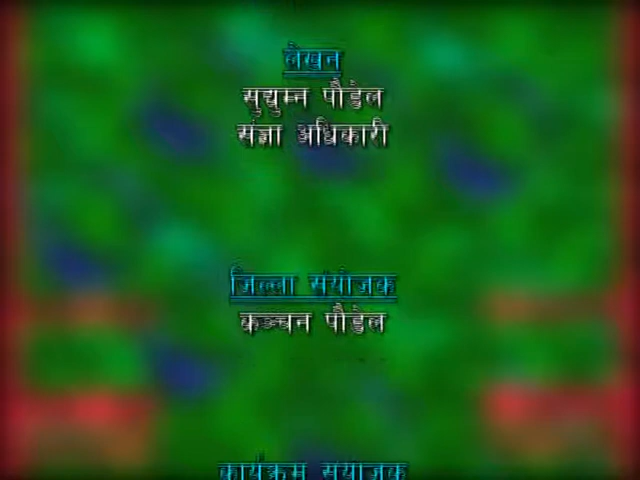 लेखन
सुद्युम्न पौडेल
संज्ञा अधिकारी
जिल्ला संयोजक
कञ्चन पौडेल
कार्यक्रम संयोजक